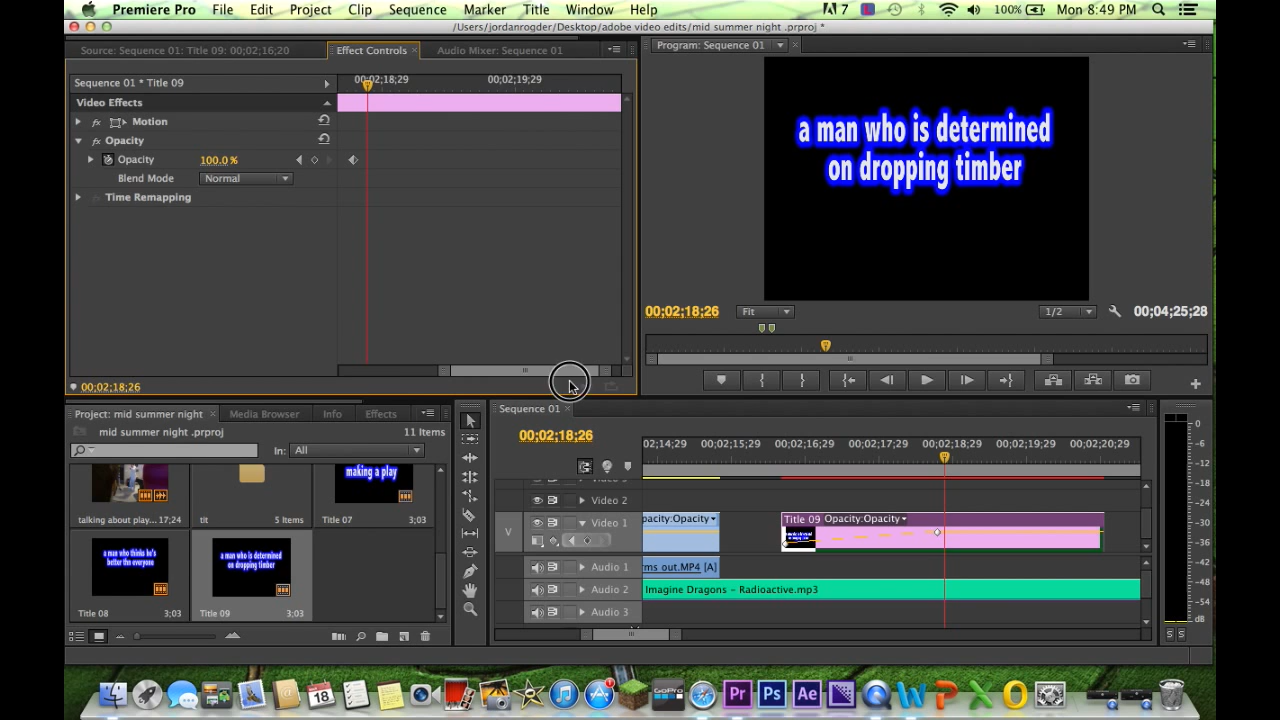 Premiere Pro File Edit Project Clip Sequence Marker Title Window Help 7 100% Mon 8:49 PM
/Users/jordanrogder/Desktop/adobe video edits/mid summer night .prproj *
Source: Sequence 01: Title 09: 00;02;16;20 Effect Controls Audio Mixer: Sequence 01
Program: Sequence 01
Sequence 01 * Title 09
00;02;18;29 00;02;19;29
Video Effects
fx Motion
fx Opacity
Opacity 100.0 %
Blend Mode Normal
Time Remapping
00;02;18;26
a man who is determined
on dropping timber
00;02;18;26 Fit 1/2 00;04;25;28
Project: mid summer night Media Browser Info Effects
mid summer night .prproj 11 Items
In: All
talking about play... 17;24
tit 5 Items
making a play
Title 07 3;03
a man who thinks he's
better the everyone
Title 08 3;03
a man who is determined
on dropping timber
Title 09 3;03
Sequence 01
00;02;18;26
02;14;29 00;02;15;29 00;02;16;29 00;02;17;29 00;02;18;29 00;02;19;29 00;02;20;29
Video 2
V Video 1
pacity:Opacity
Title 09 Opacity:Opacity
Audio 1
rms out.MP4 [A]
Audio 2
Imagine Dragons - Radioactive.mp3
Audio 3
0
-6
-12
-18
-24
-30
-36
-42
-48
-54
dB
S S
18
GoPro
Pr Ps Ae